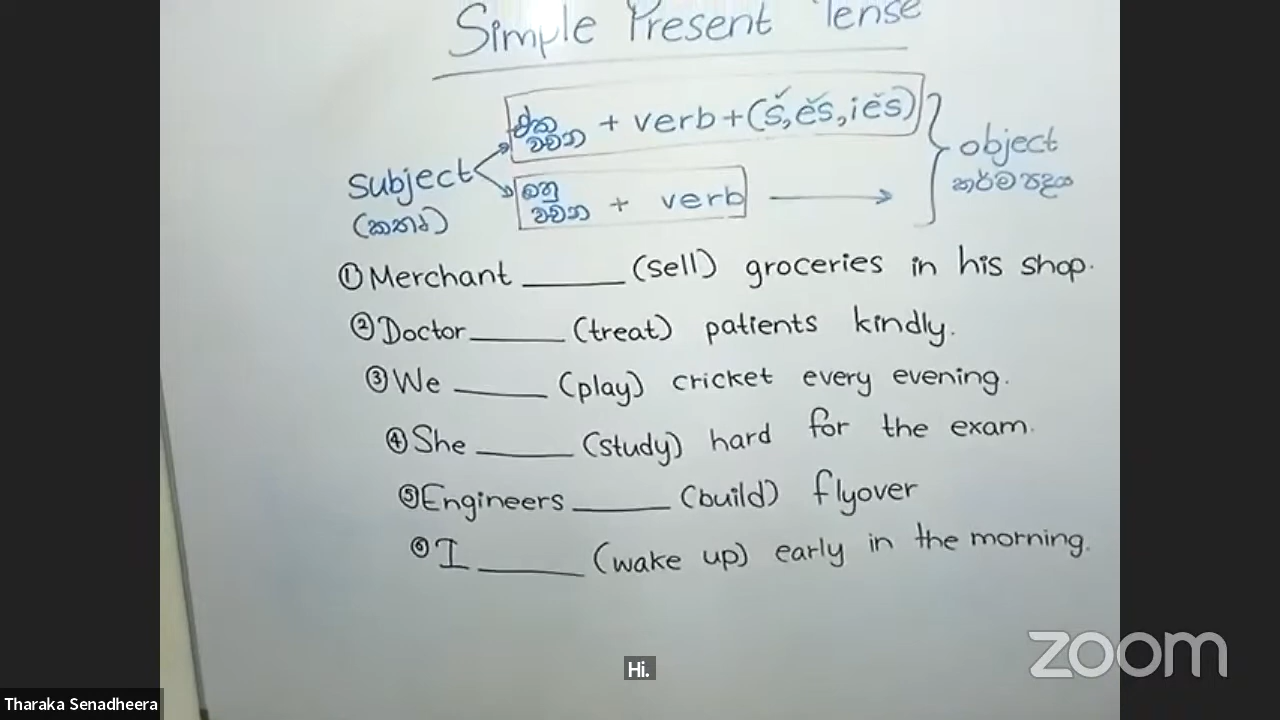 Simple Present Tense
ඒක වචන + verb + (s, es, ies)
subject
(කතෘ)
බහු වචන + verb
object
කර්මපදය
① Merchant ______ (sell) groceries in his shop.
② Doctor ______ (treat) patients kindly.
③ We ______ (play) cricket every evening.
④ She ______ (study) hard for the exam.
⑤ Engineers ______ (build) flyover
⑥ I ______ (wake up) early in the morning.
zoom
Hi.
Tharaka Senadheera